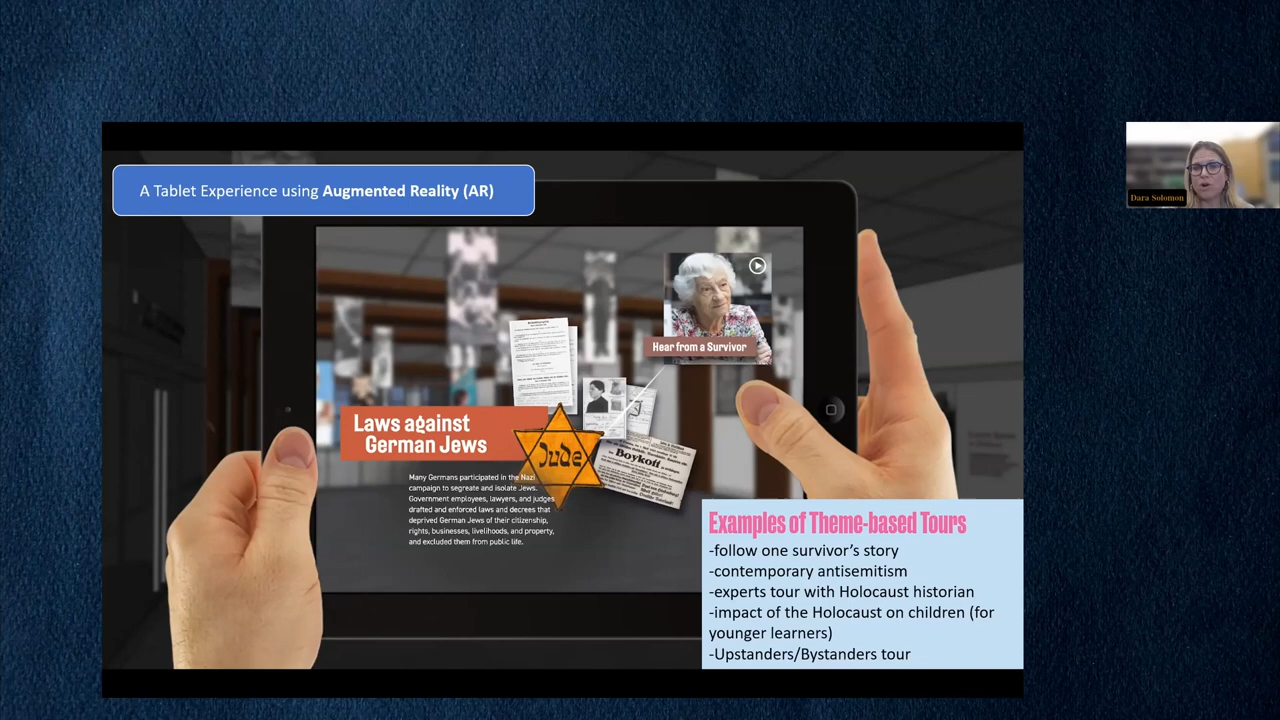 A Tablet Experience using Augmented Reality (AR)
Hear from a Survivor
Laws against
German Jews
Jude
Boykott
Many Germans participated in the Nazi
campaign to segregate and isolate Jews.
Government employees, lawyers, and judges
drafted and enforced laws and decrees that
deprived German Jews of their citizenship,
rights, businesses, livelihoods, and property,
and excluded them from public life.
Examples of Theme-based Tours
-follow one survivor's story
-contemporary antisemitism
-experts tour with Holocaust historian
-impact of the Holocaust on children (for
younger learners)
-Upstanders/Bystanders tour
Dara Solomon